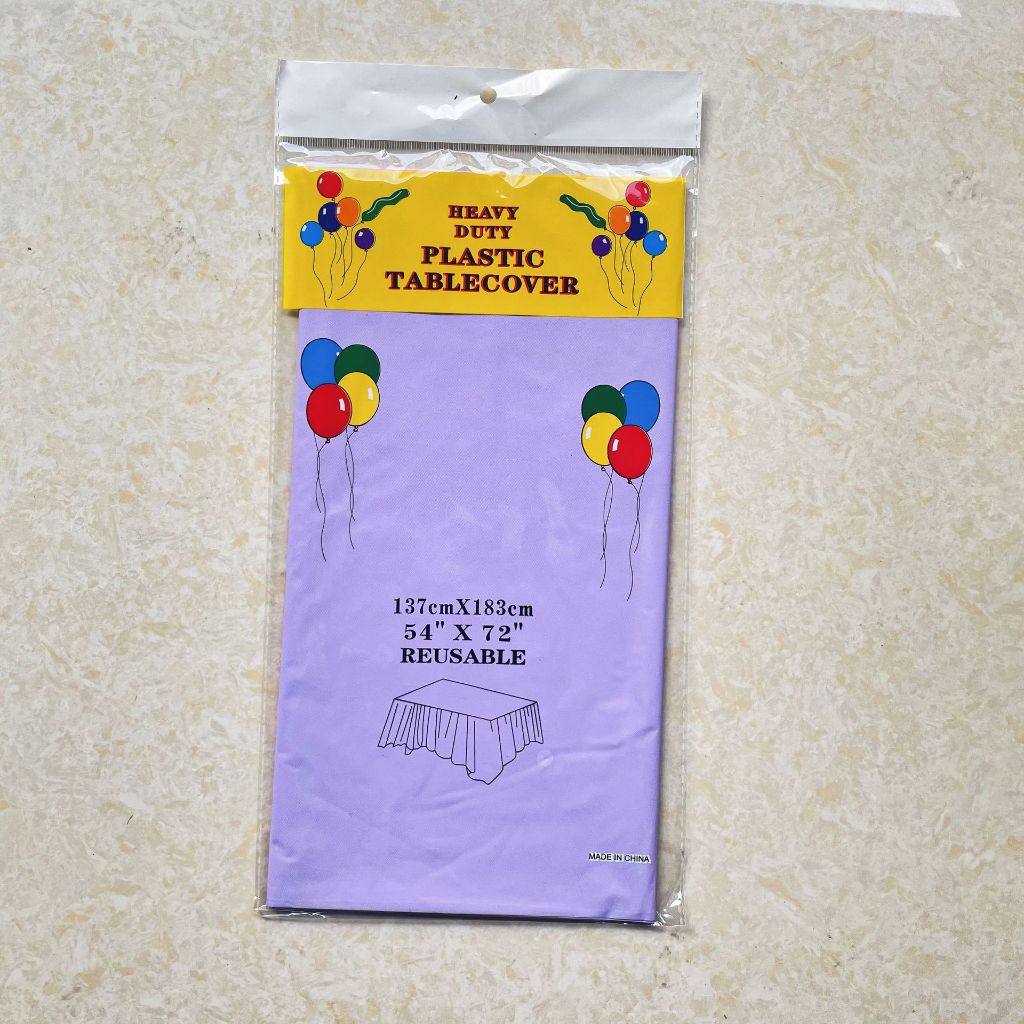 HEAVY
DUTY
PLASTIC
TABLECOVER
137cmX183cm
54" X 72"
REUSABLE
MADE IN CHINA